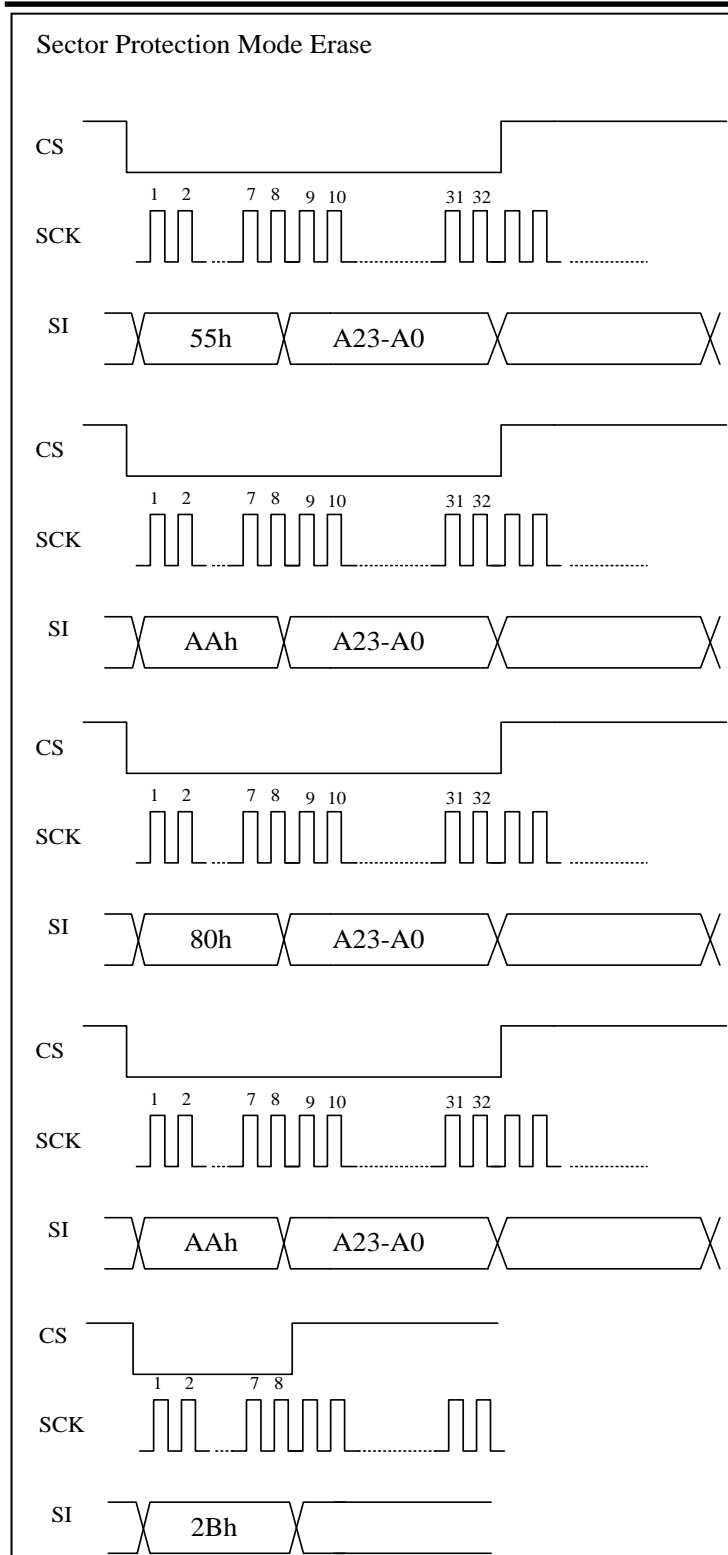 Sector Protection Mode Erase
CS
1 2 7 8 9 10 31 32
SCK
SI 55h A23-A0
CS
1 2 7 8 9 10 31 32
SCK
SI AAh A23-A0
CS
1 2 7 8 9 10 31 32
SCK
SI 80h A23-A0
CS
1 2 7 8 9 10 31 32
SCK
SI AAh A23-A0
CS
1 2 7 8
SCK
SI 2Bh